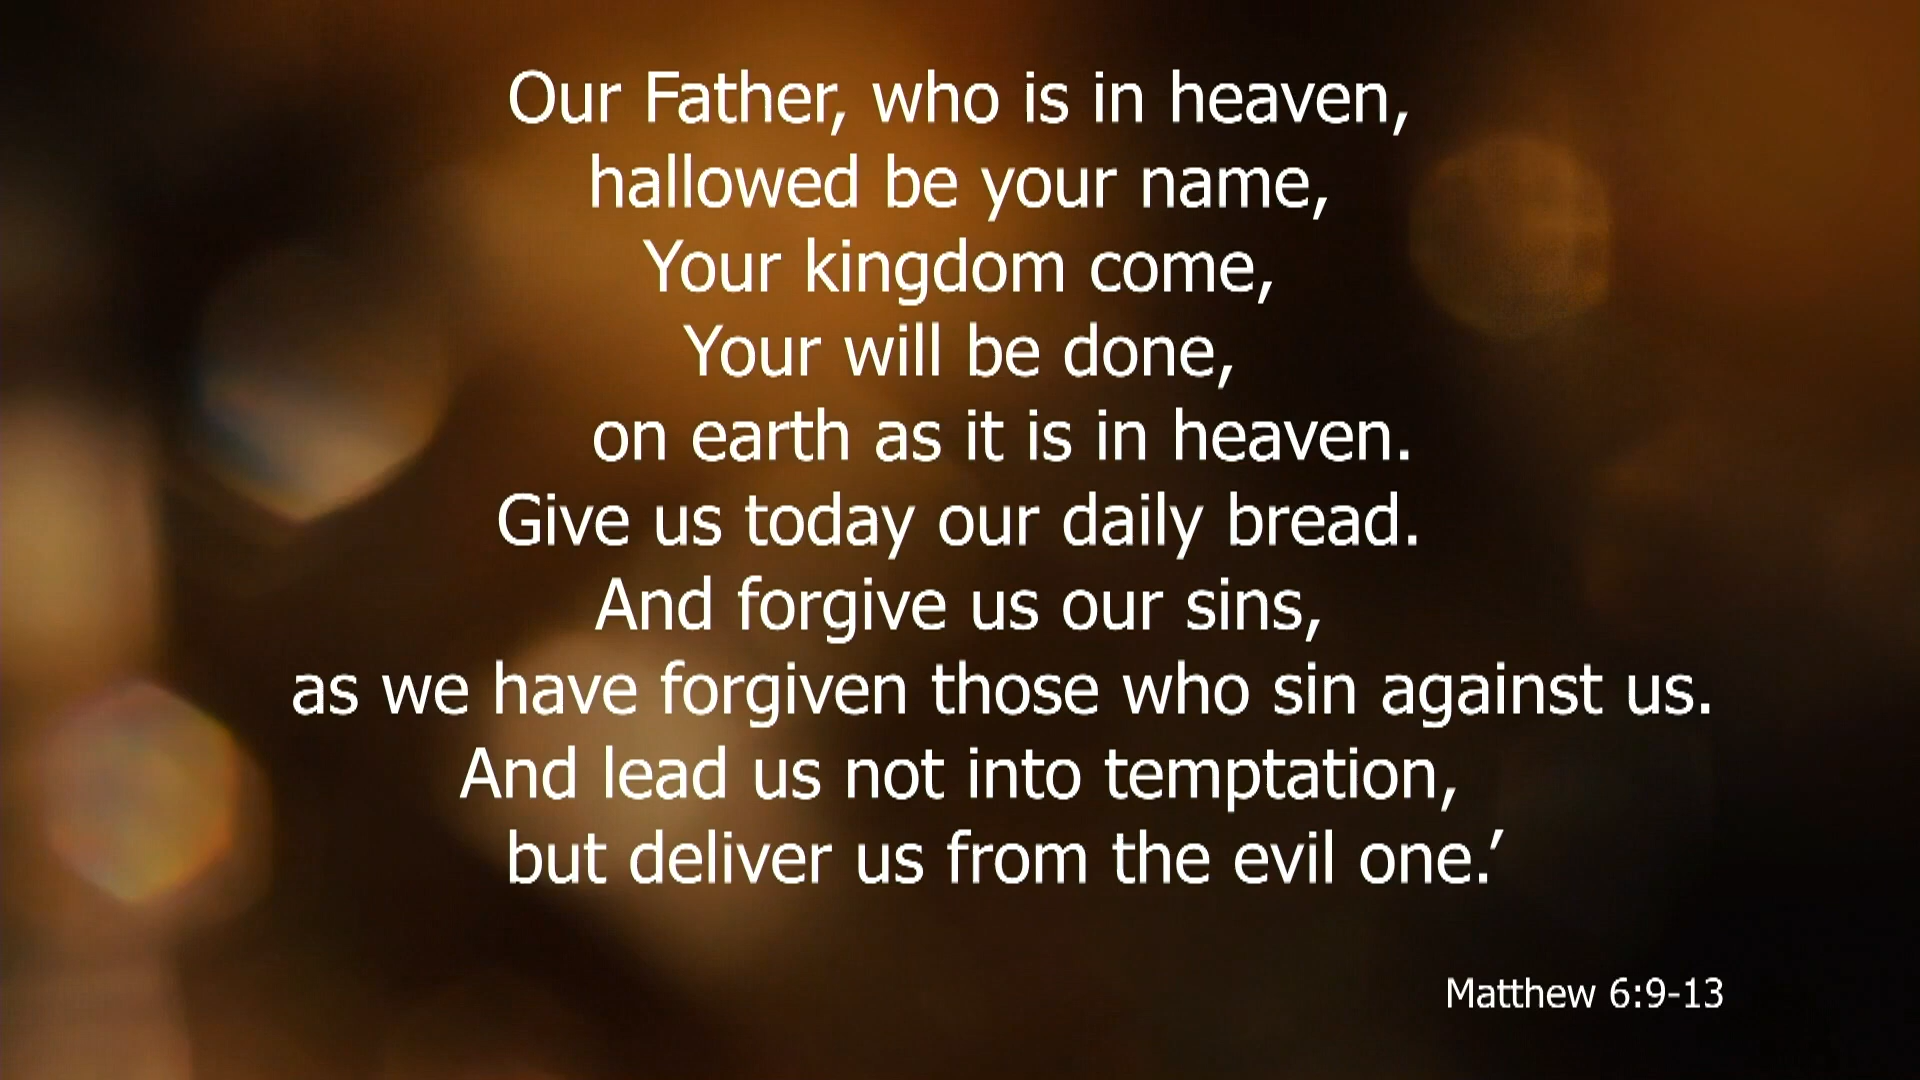 Our Father, who is in heaven,
hallowed be your name,
Your kingdom come,
Your will be done,
on earth as it is in heaven.
Give us today our daily bread.
And forgive us our sins,
as we have forgiven those who sin against us.
And lead us not into temptation,
but deliver us from the evil one.’
Matthew 6:9-13